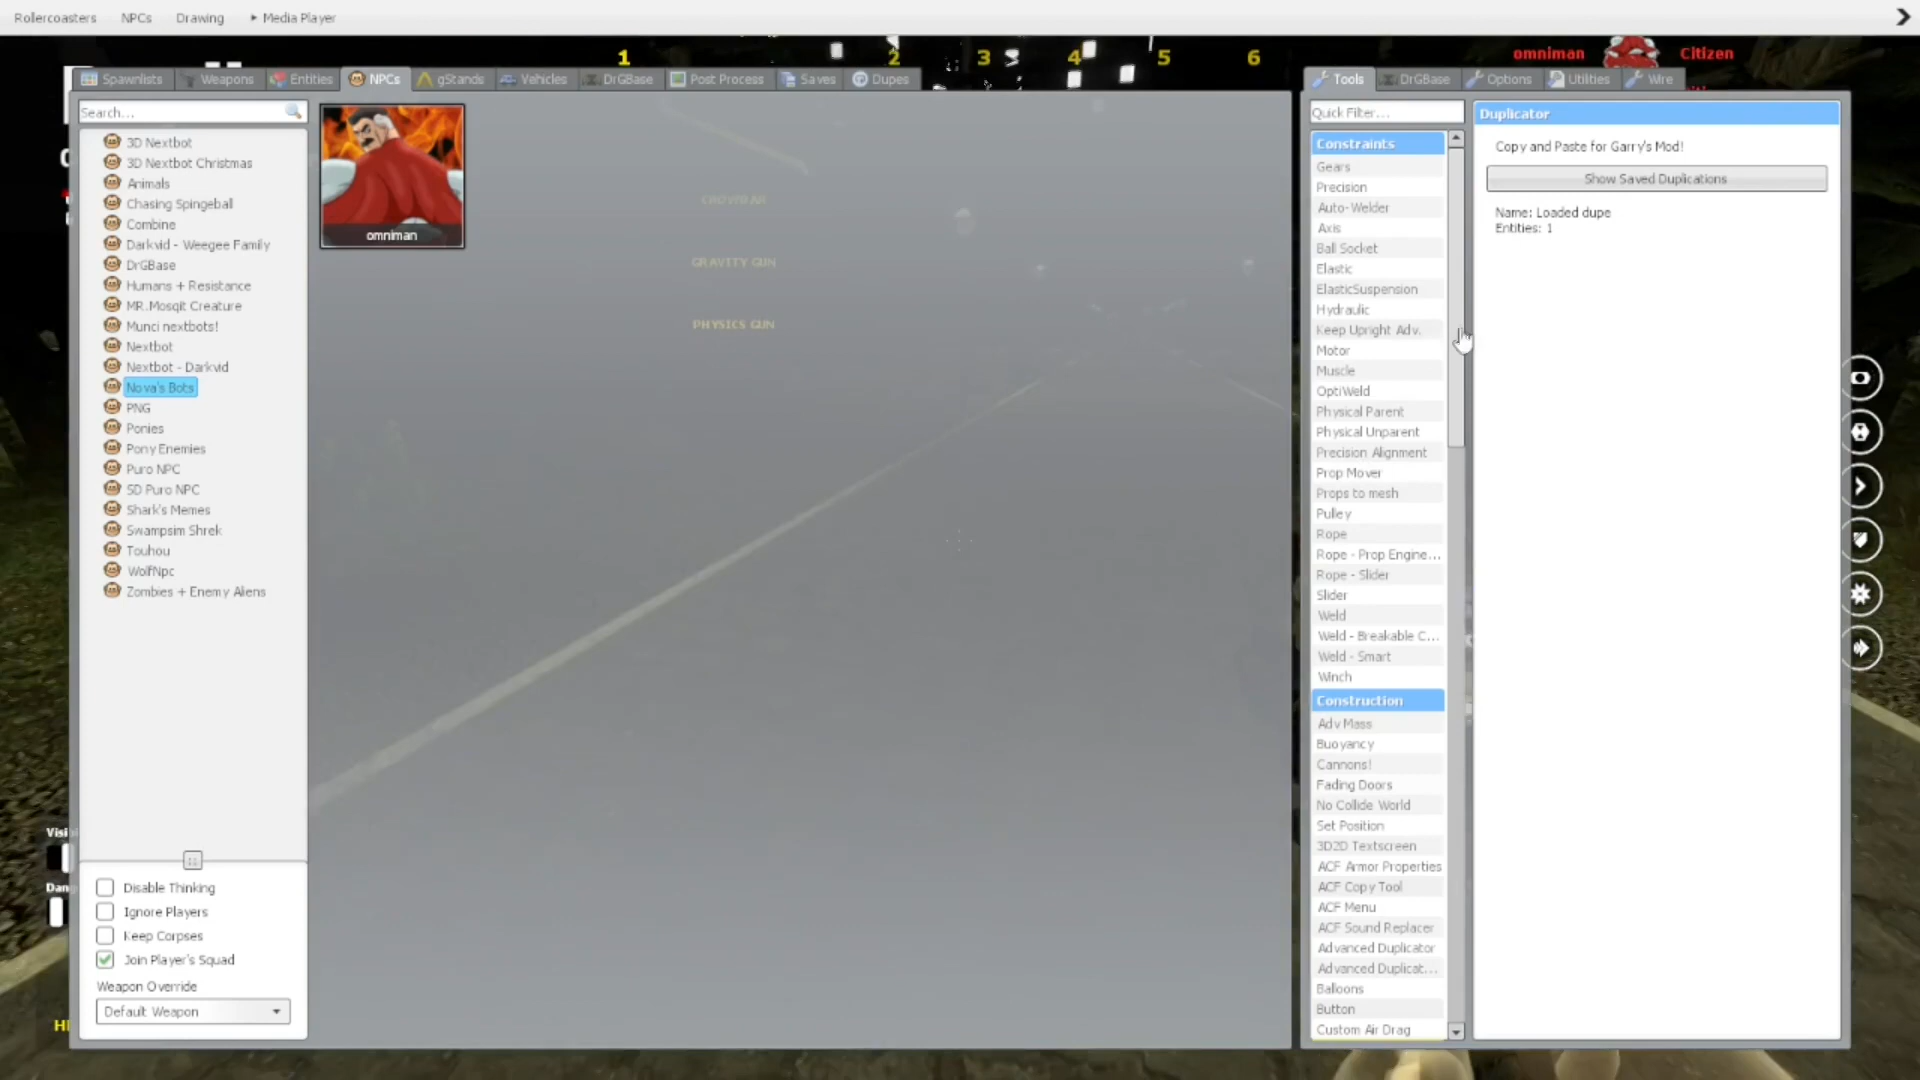 Rollercoasters NPCs Drawing Media Player
1 2 3 4 5 6
omniman Citizen
Spawnlists Weapons Entities NPCs gStands Vehicles DrGBase Post Process Saves Dupes
Tools DrGBase Options Utilities Wire
Search...
3D Nextbot
3D Nextbot Christmas
Animals
Chasing Spingeball
Combine
Darkvid - Weegee Family
DrGBase
Humans + Resistance
MR.Mosqit Creature
Munci nextbots!
Nextbot
Nextbot - Darkvid
Nova's Bots
PNG
Ponies
Pony Enemies
Puro NPC
SD Puro NPC
Shark's Memes
Swampsim Shrek
Touhou
WolfNpc
Zombies + Enemy Aliens
Visi
Dan
Disable Thinking
Ignore Players
Keep Corpses
Join Player's Squad
Weapon Override
Default Weapon
omniman
CROWBAR
GRAVITY GUN
PHYSICS GUN
Quick Filter...
Constraints
Gears
Precision
Auto-Welder
Axis
Ball Socket
Elastic
ElasticSuspension
Hydraulic
Keep Upright Adv.
Motor
Muscle
OptiWeld
Physical Parent
Physical Unparent
Precision Alignment
Prop Mover
Props to mesh
Pulley
Rope
Rope - Prop Engine...
Rope - Slider
Slider
Weld
Weld - Breakable C...
Weld - Smart
Winch
Construction
Adv Mass
Buoyancy
Cannons!
Fading Doors
No Collide World
Set Position
3D2D Textscreen
ACF Armor Properties
ACF Copy Tool
ACF Menu
ACF Sound Replacer
Advanced Duplicator
Advanced Duplicat...
Balloons
Button
Custom Air Drag
Duplicator
Copy and Paste for Garry's Mod!
Show Saved Duplications
Name: Loaded dupe
Entities: 1